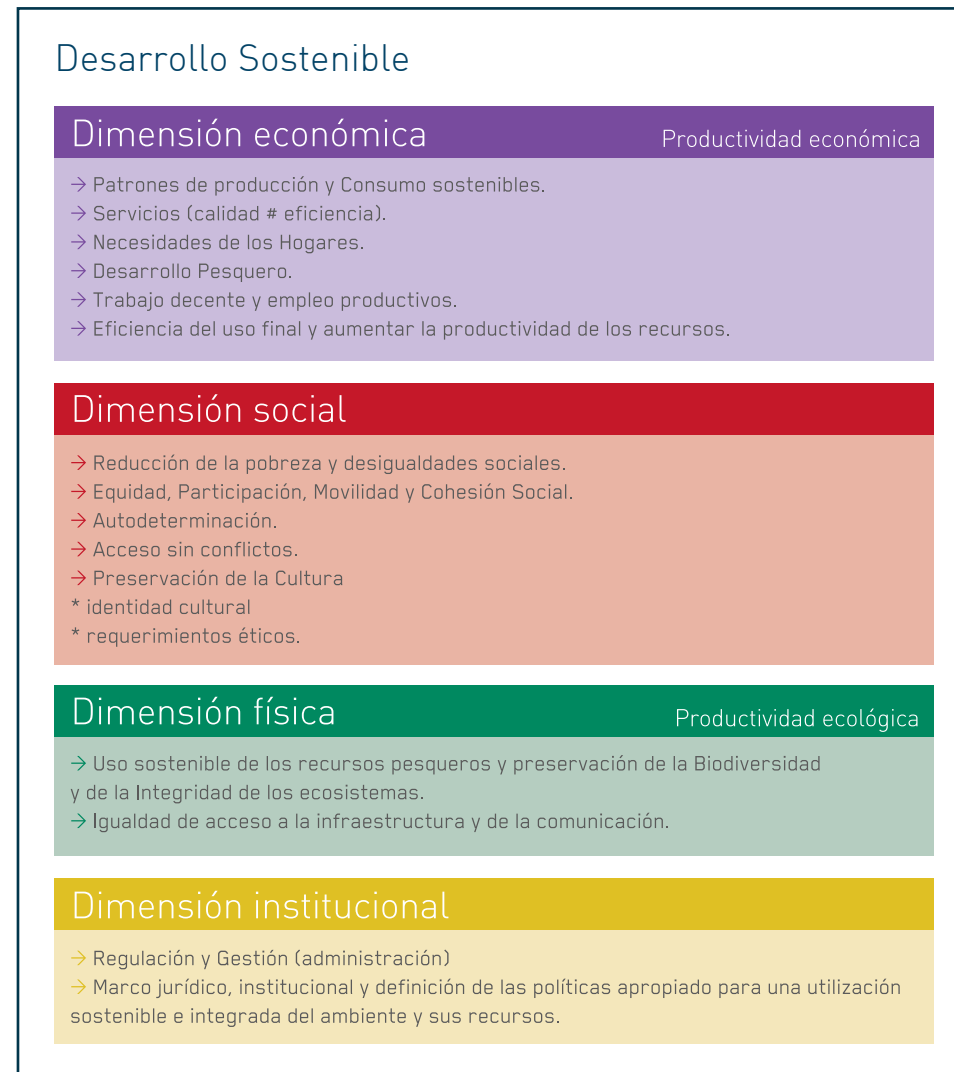 Desarrollo Sostenible
Dimensión económica Productividad económica
→ Patrones de producción y Consumo sostenibles.
→ Servicios (calidad # eficiencia).
→ Necesidades de los Hogares.
→ Desarrollo Pesquero.
→ Trabajo decente y empleo productivos.
→ Eficiencia del uso final y aumentar la productividad de los recursos.
Dimensión social
→ Reducción de la pobreza y desigualdades sociales.
→ Equidad, Participación, Movilidad y Cohesión Social.
→ Autodeterminación.
→ Acceso sin conflictos.
→ Preservación de la Cultura
* identidad cultural
* requerimientos éticos.
Dimensión física Productividad ecológica
→ Uso sostenible de los recursos pesqueros y preservación de la Biodiversidad
y de la Integridad de los ecosistemas.
→ Igualdad de acceso a la infraestructura y de la comunicación.
Dimensión institucional
→ Regulación y Gestión (administración)
→ Marco jurídico, institucional y definición de las políticas apropiado para una utilización
sostenible e integrada del ambiente y sus recursos.